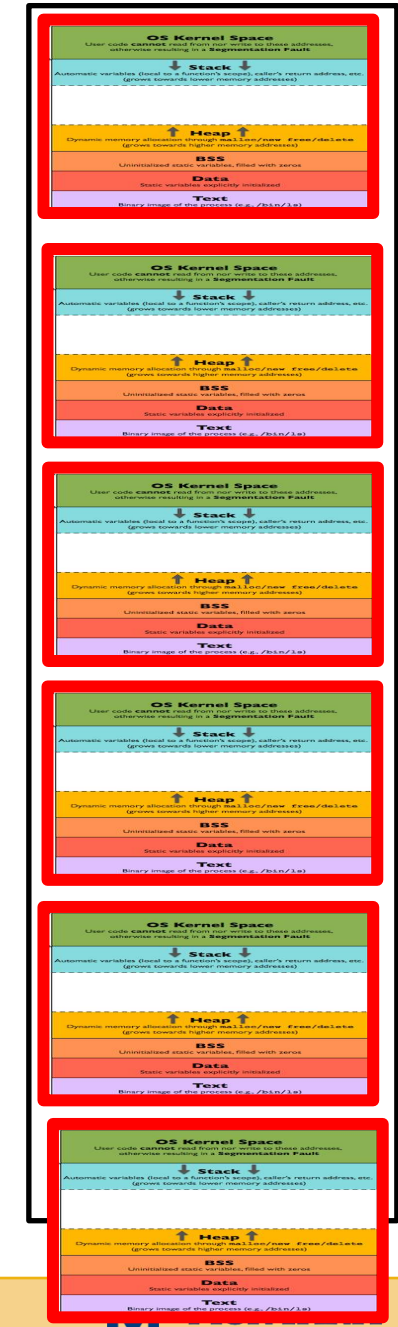 OS Kernel Space
User code cannot read from nor write to these addresses,
otherwise resulting in a Segmentation Fault
Stack
Automatic variables (local to a function's scope), caller's return address, etc.
(grows towards lower memory addresses)
Heap
Dynamic memory allocation through malloc/new free/delete
(grows towards higher memory addresses)
BSS
Uninitialized static variables, filled with zeros
Data
Static variables explicitly initialized
Text
Binary image of the process (e.g., /bin/ls)
OS Kernel Space
User code cannot read from nor write to these addresses,
otherwise resulting in a Segmentation Fault
Stack
Automatic variables (local to a function's scope), caller's return address, etc.
(grows towards lower memory addresses)
Heap
Dynamic memory allocation through malloc/new free/delete
(grows towards higher memory addresses)
BSS
Uninitialized static variables, filled with zeros
Data
Static variables explicitly initialized
Text
Binary image of the process (e.g., /bin/ls)
OS Kernel Space
User code cannot read from nor write to these addresses,
otherwise resulting in a Segmentation Fault
Stack
Automatic variables (local to a function's scope), caller's return address, etc.
(grows towards lower memory addresses)
Heap
Dynamic memory allocation through malloc/new free/delete
(grows towards higher memory addresses)
BSS
Uninitialized static variables, filled with zeros
Data
Static variables explicitly initialized
Text
Binary image of the process (e.g., /bin/ls)
OS Kernel Space
User code cannot read from nor write to these addresses,
otherwise resulting in a Segmentation Fault
Stack
Automatic variables (local to a function's scope), caller's return address, etc.
(grows towards lower memory addresses)
Heap
Dynamic memory allocation through malloc/new free/delete
(grows towards higher memory addresses)
BSS
Uninitialized static variables, filled with zeros
Data
Static variables explicitly initialized
Text
Binary image of the process (e.g., /bin/ls)
OS Kernel Space
User code cannot read from nor write to these addresses,
otherwise resulting in a Segmentation Fault
Stack
Automatic variables (local to a function's scope), caller's return address, etc.
(grows towards lower memory addresses)
Heap
Dynamic memory allocation through malloc/new free/delete
(grows towards higher memory addresses)
BSS
Uninitialized static variables, filled with zeros
Data
Static variables explicitly initialized
Text
Binary image of the process (e.g., /bin/ls)
OS Kernel Space
User code cannot read from nor write to these addresses,
otherwise resulting in a Segmentation Fault
Stack
Automatic variables (local to a function's scope), caller's return address, etc.
(grows towards lower memory addresses)
Heap
Dynamic memory allocation through malloc/new free/delete
(grows towards higher memory addresses)
BSS
Uninitialized static variables, filled with zeros
Data
Static variables explicitly initialized
Text
Binary image of the process (e.g., /bin/ls)